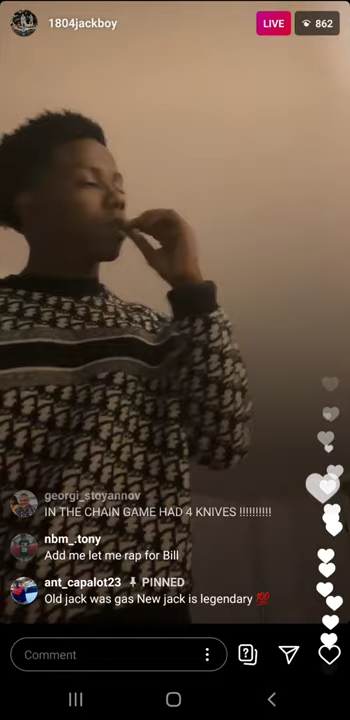 1804jackboy
LIVE
862
georgi_stoyannov
IN THE CHAIN GAME HAD 4 KNIVES !!!!!!!!!!
nbm_.tony
Add me let me rap for Bill
ant_capalot23 PINNED
Old jack was gas New jack is legendary 💯
Comment